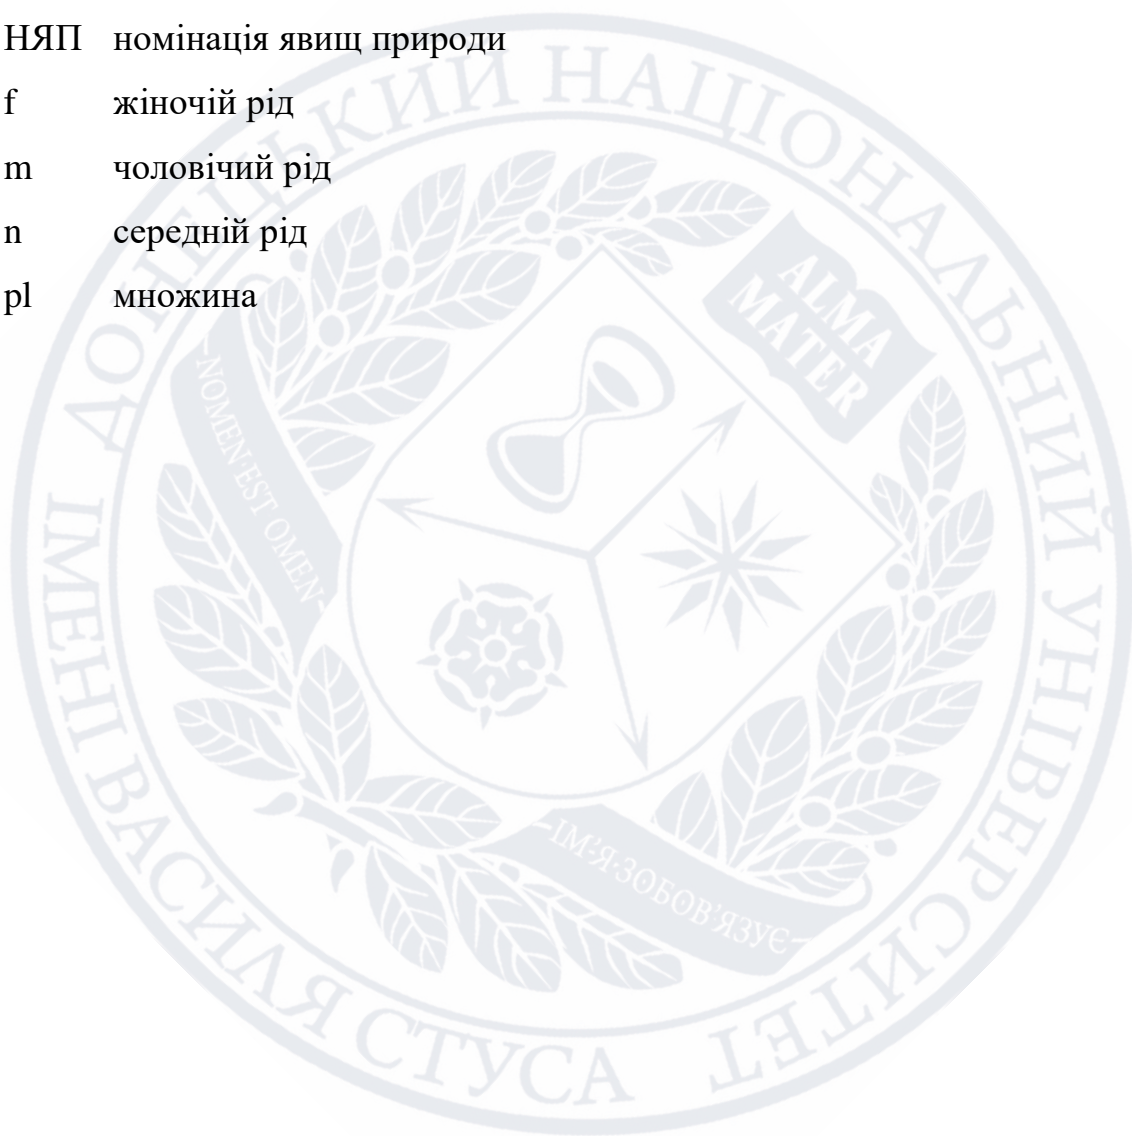 НЯП номінація явищ природи
f жіночій рід
m чоловічий рід
n середній рід
pl множина
ДОНЕЦЬКИЙ НАЦІОНАЛЬНИЙ УНІВЕРСИТЕТ
ІМЕНІ ВАСИЛЯ СТУСА
ALMA
MATER
NOMEN·EST OMEN
ІМ'Я·ЗОБОВ'ЯЗУЄ